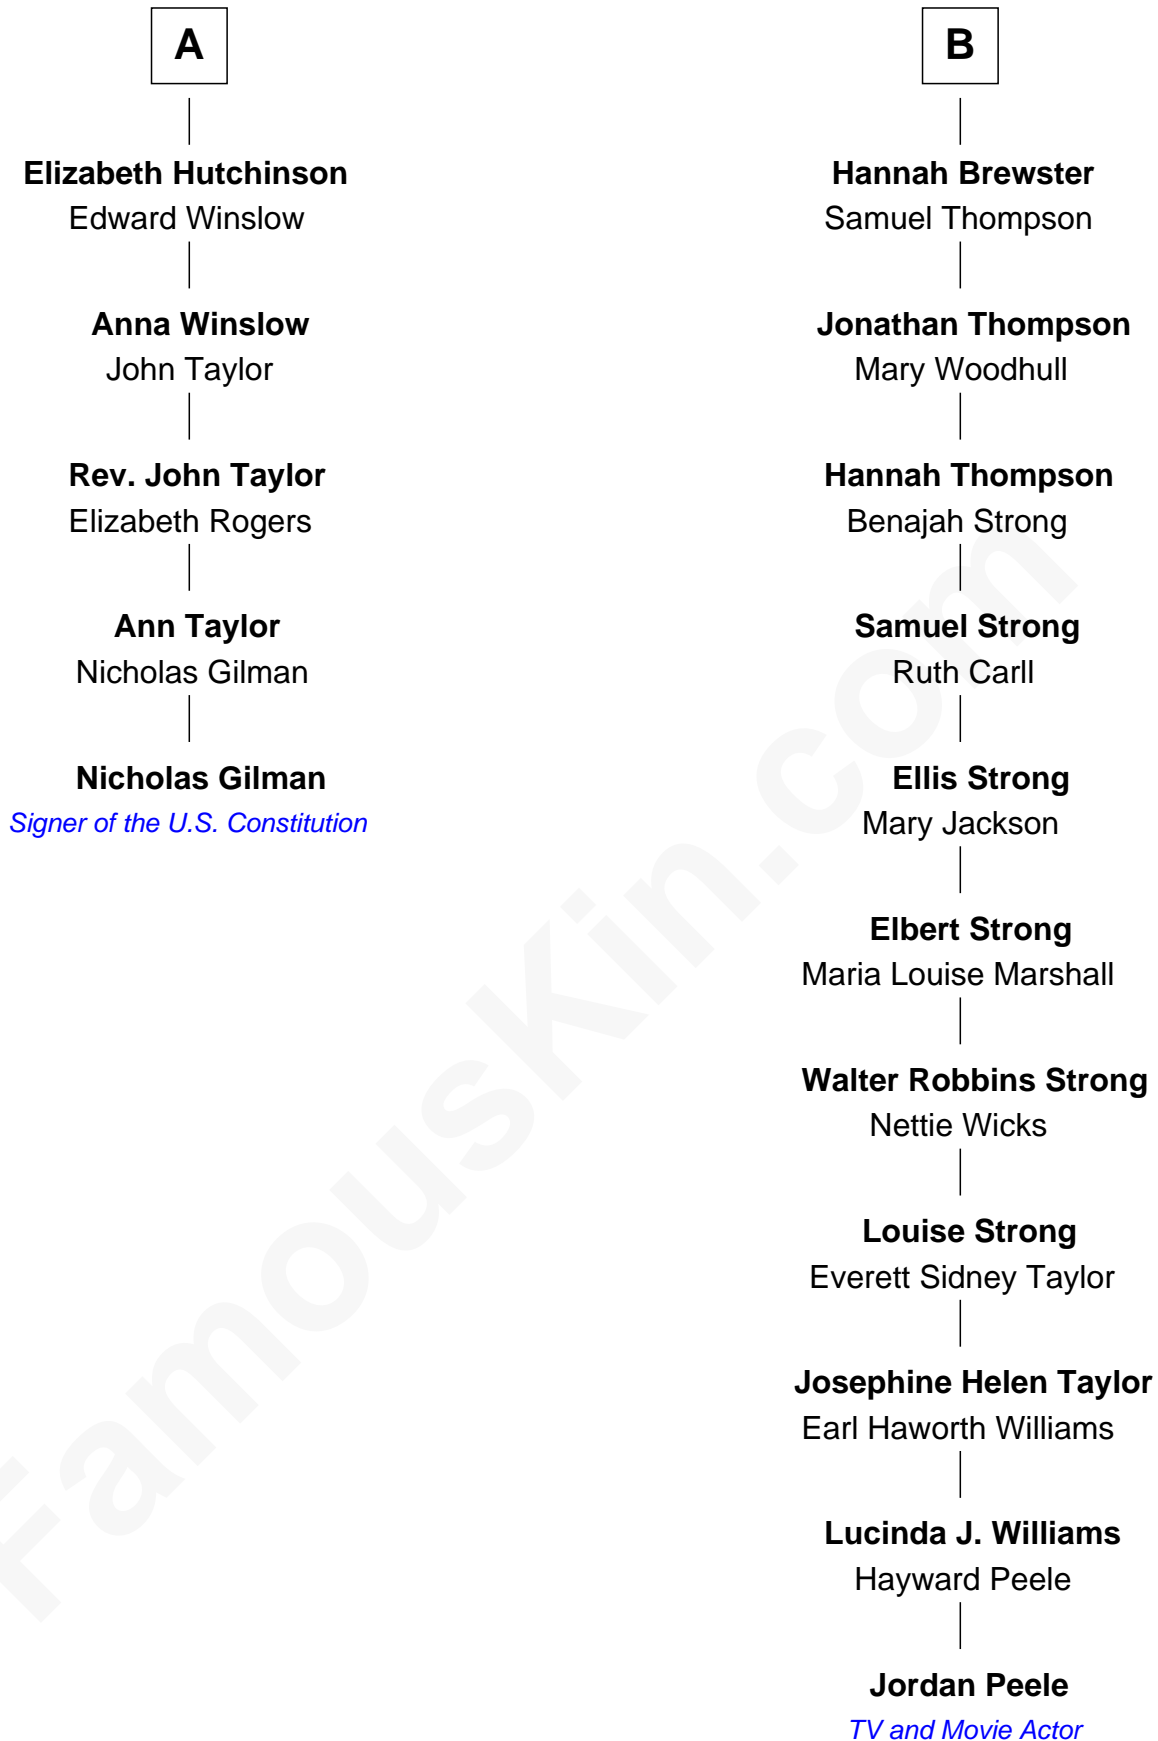 A
Elizabeth Hutchinson
Edward Winslow
Anna Winslow
John Taylor
Rev. John Taylor
Elizabeth Rogers
Ann Taylor
Nicholas Gilman
Nicholas Gilman
Signer of the U.S. Constitution
B
Hannah Brewster
Samuel Thompson
Jonathan Thompson
Mary Woodhull
Hannah Thompson
Benajah Strong
Samuel Strong
Ruth Carll
Ellis Strong
Mary Jackson
Elbert Strong
Maria Louise Marshall
Walter Robbins Strong
Nettie Wicks
Louise Strong
Everett Sidney Taylor
Josephine Helen Taylor
Earl Haworth Williams
Lucinda J. Williams
Hayward Peele
Jordan Peele
TV and Movie Actor
FamousKin.com